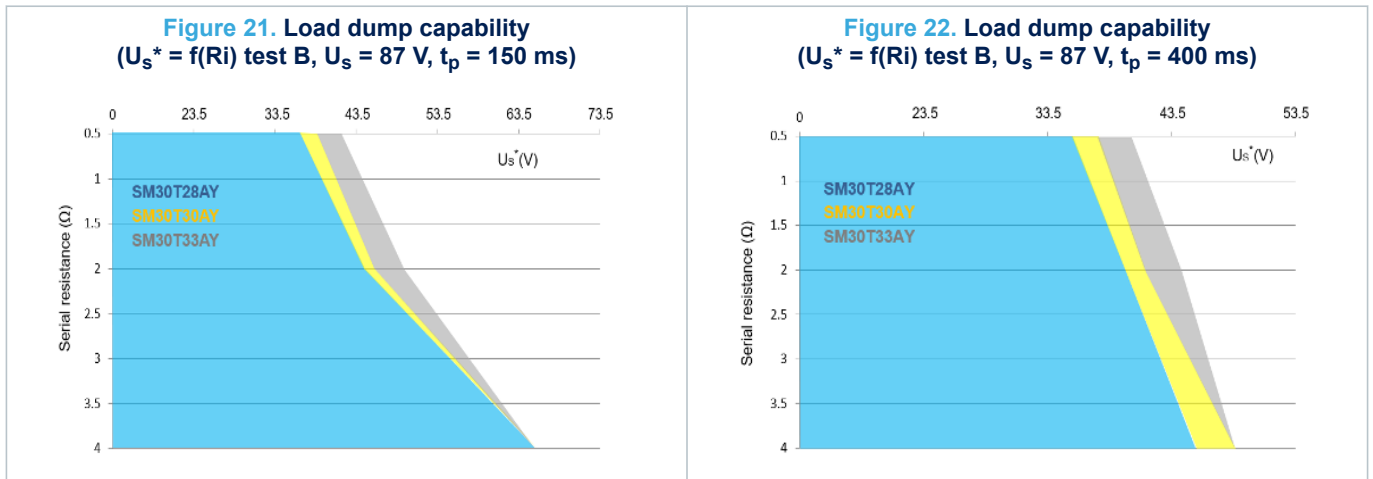 Figure 21. Load dump capability
(Us* = f(Ri) test B, Us = 87 V, tp = 150 ms)
0 23.5 33.5 43.5 53.5 63.5 73.5
Us*(V)
0.5
1
1.5
2
2.5
3
3.5
4
Serial resistance (Ω)
SM30T28AY
SM30T30AY
SM30T33AY
Figure 22. Load dump capability
(Us* = f(Ri) test B, Us = 87 V, tp = 400 ms)
0 23.5 33.5 43.5 53.5
Us*(V)
0.5
1
1.5
2
2.5
3
3.5
4
Serial resistance (Ω)
SM30T28AY
SM30T30AY
SM30T33AY